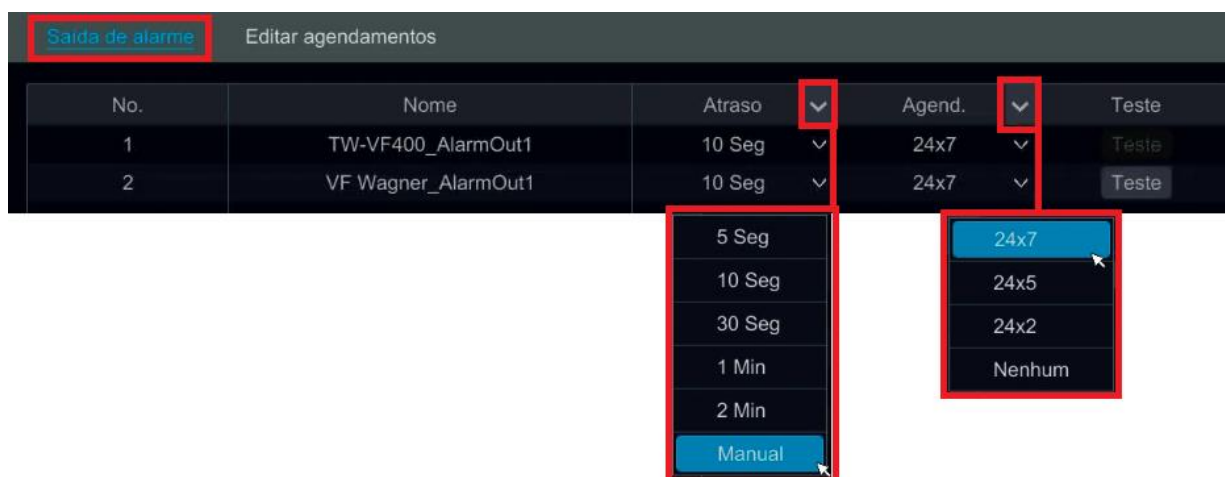 Saída de alarme Editar agendamentos
No. Nome Atraso Agend. Teste
1 TW-VF400_AlarmOut1 10 Seg 24x7 Teste
2 VF Wagner_AlarmOut1 10 Seg 24x7 Teste
5 Seg 24x7
10 Seg 24x5
30 Seg 24x2
1 Min Nenhum
2 Min
Manual